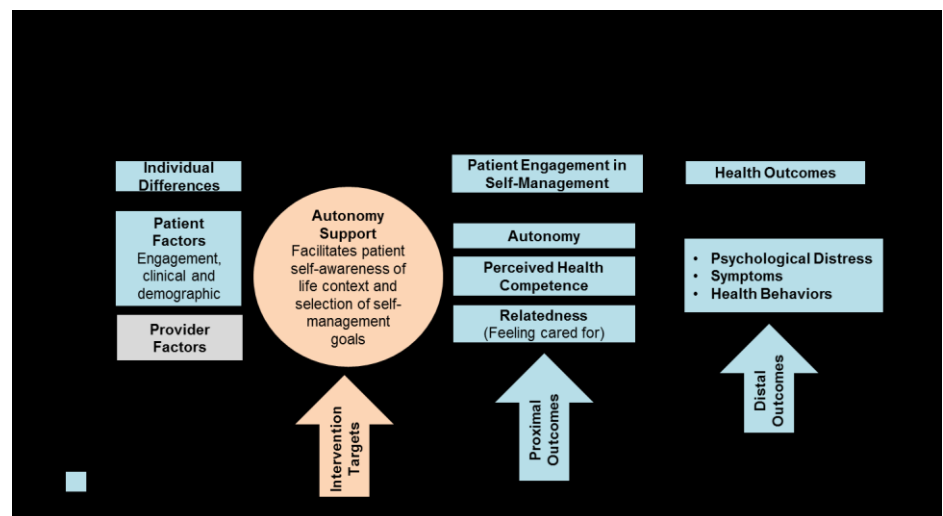 Individual
Differences
Patient
Factors
Engagement,
clinical and
demographic
Provider
Factors
Autonomy
Support
Facilitates patient
self-awareness of
life context and
selection of self-
management
goals
Intervention
Targets
Patient Engagement in
Self-Management
Autonomy
Perceived Health
Competence
Relatedness
(Feeling cared for)
Proximal
Outcomes
Health Outcomes
• Psychological Distress
• Symptoms
• Health Behaviors
Distal
Outcomes